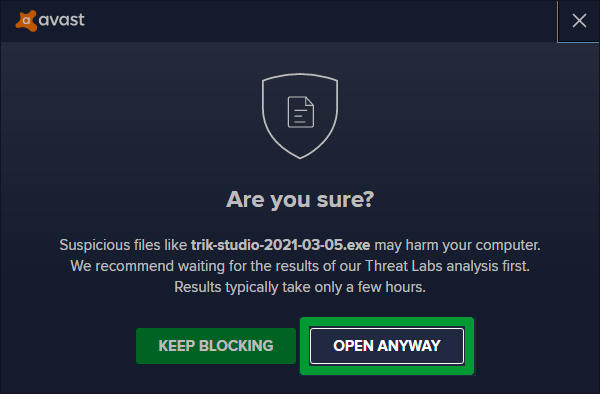 avast
Are you sure?
Suspicious files like trik-studio-2021-03-05.exe may harm your computer.
We recommend waiting for the results of our Threat Labs analysis first.
Results typically take only a few hours.
KEEP BLOCKING
OPEN ANYWAY